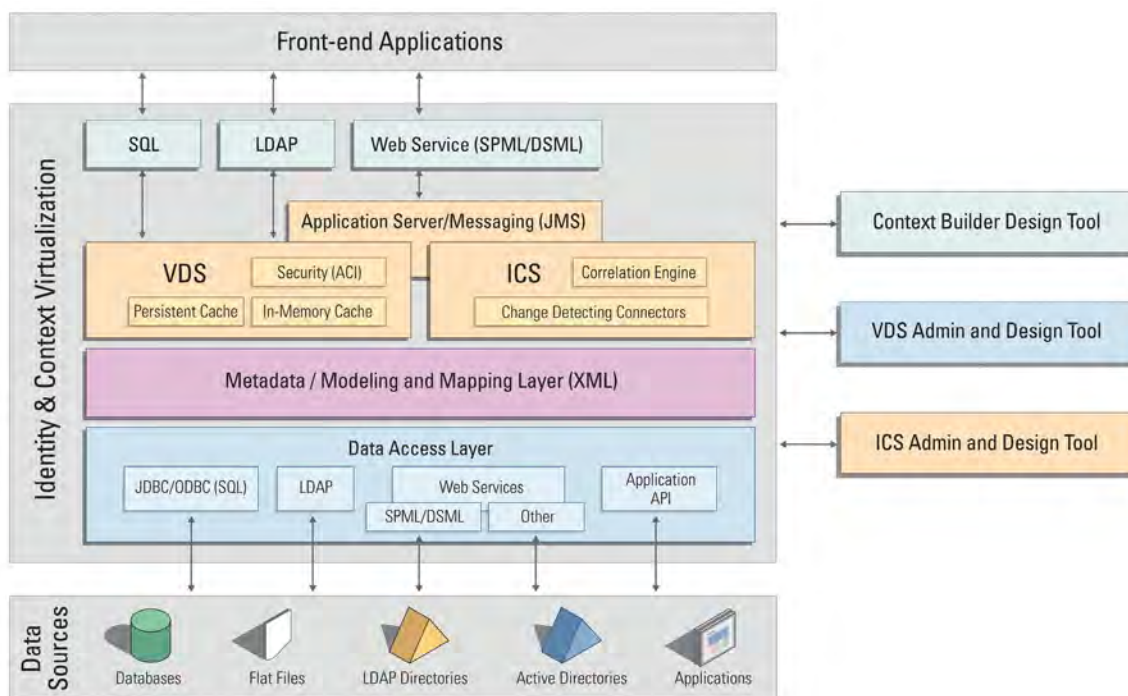 Front-end Applications
Identity & Context Virtualization
SQL
LDAP
Web Service (SPML/DSML)
Application Server/Messaging (JMS)
VDS
Security (ACI)
Persistent Cache
In-Memory Cache
ICS
Correlation Engine
Change Detecting Connectors
Metadata / Modeling and Mapping Layer (XML)
Data Access Layer
JDBC/ODBC (SQL)
LDAP
Web Services
SPML/DSML
Other
Application
API
Context Builder Design Tool
VDS Admin and Design Tool
ICS Admin and Design Tool
Data
Sources
Databases
Flat Files
LDAP Directories
Active Directories
Applications